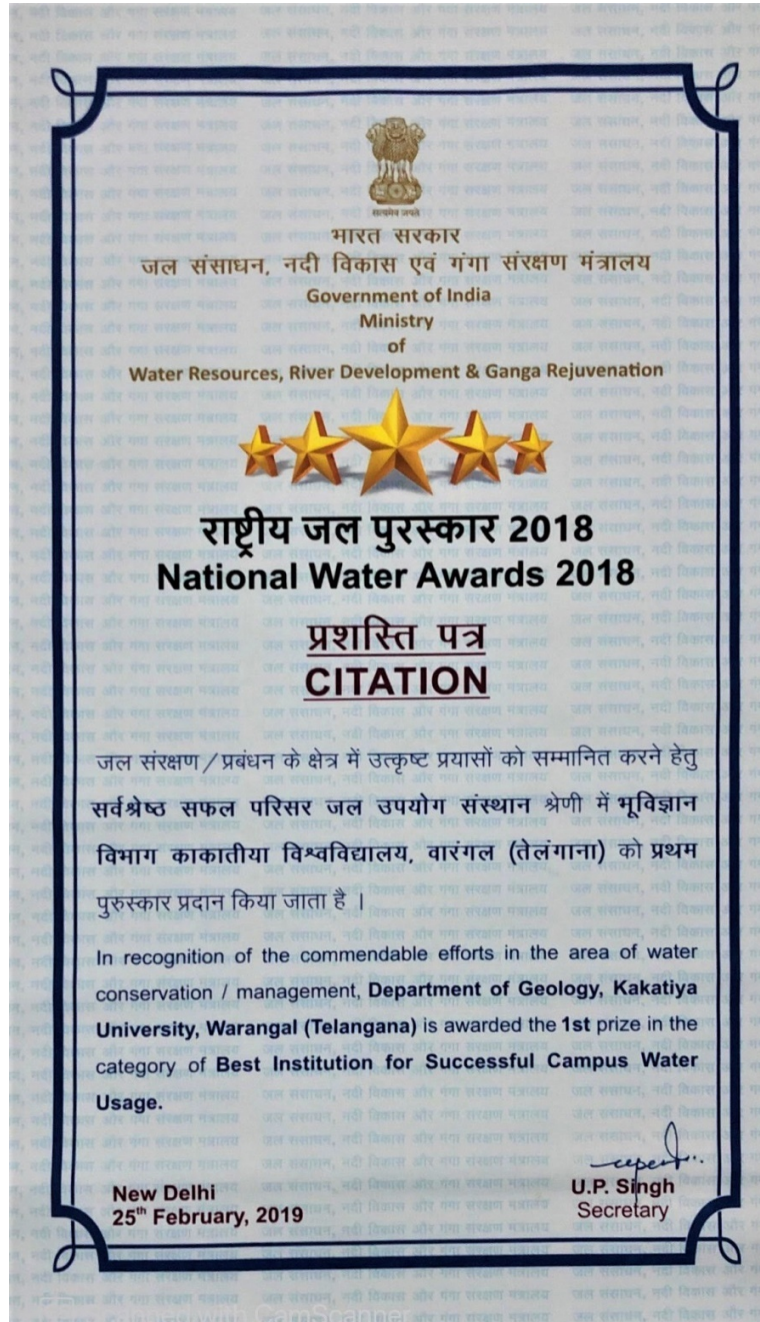 सत्यमेव जयते
भारत सरकार
जल संसाधन, नदी विकास एवं गंगा संरक्षण मंत्रालय
Government of India
Ministry
of
Water Resources, River Development & Ganga Rejuvenation
राष्ट्रीय जल पुरस्कार 2018
National Water Awards 2018
प्रशस्ति पत्र
CITATION
जल संरक्षण / प्रबंधन के क्षेत्र में उत्कृष्ट प्रयासों को सम्मानित करने हेतु
सर्वश्रेष्ठ सफल परिसर जल उपयोग संस्थान श्रेणी में भूविज्ञान
विभाग काकातीया विश्वविद्यालय, वारंगल (तेलंगाना) को प्रथम
पुरुस्कार प्रदान किया जाता है ।
In recognition of the commendable efforts in the area of water
conservation / management, Department of Geology, Kakatiya
University, Warangal (Telangana) is awarded the 1st prize in the
category of Best Institution for Successful Campus Water
Usage.
New Delhi
25th February, 2019
U.P. Singh
Secretary
CamScanner